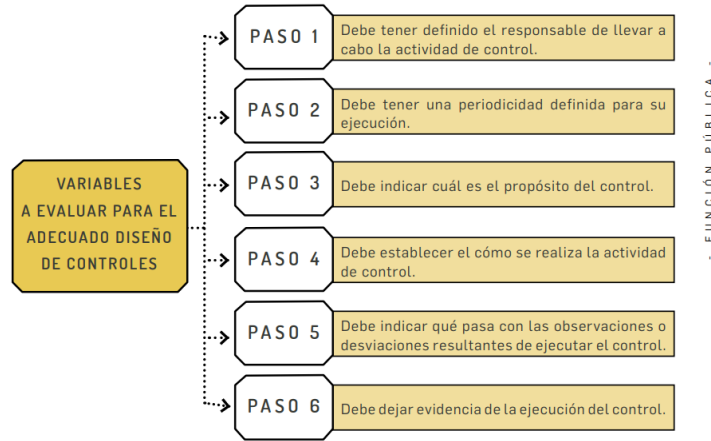 PASO 1
Debe tener definido el responsable de llevar a
cabo la actividad de control.
PASO 2
Debe tener una periodicidad definida para su
ejecución.
VARIABLES
A EVALUAR PARA EL
ADECUADO DISEÑO
DE CONTROLES
PASO 3
Debe indicar cuál es el propósito del control.
PASO 4
Debe establecer el cómo se realiza la actividad
de control.
PASO 5
Debe indicar qué pasa con las observaciones o
desviaciones resultantes de ejecutar el control.
PASO 6
Debe dejar evidencia de la ejecución del control.
- FUNCIÓN PÚBLICA -